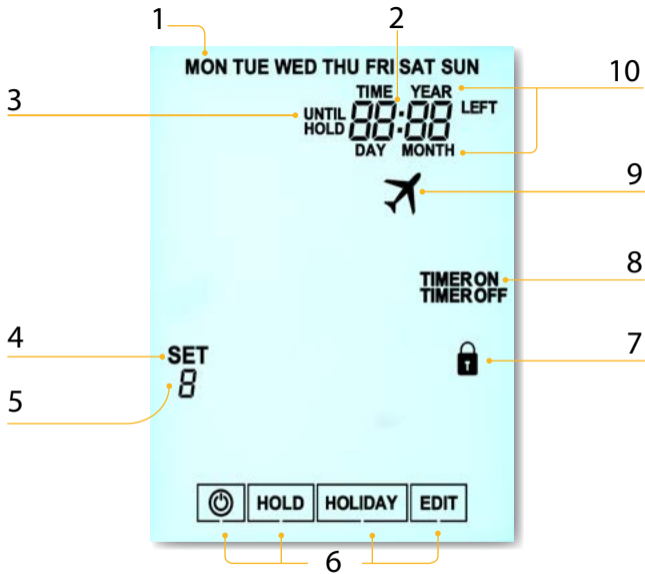 1
2
MON TUE WED THU FRI SAT SUN
10
TIME YEAR
3
UNTIL
HOLD
88:88
LEFT
DAY MONTH
9
8
TIMER ON
TIMER OFF
4
7
SET
8
5
HOLD HOLIDAY EDIT
6